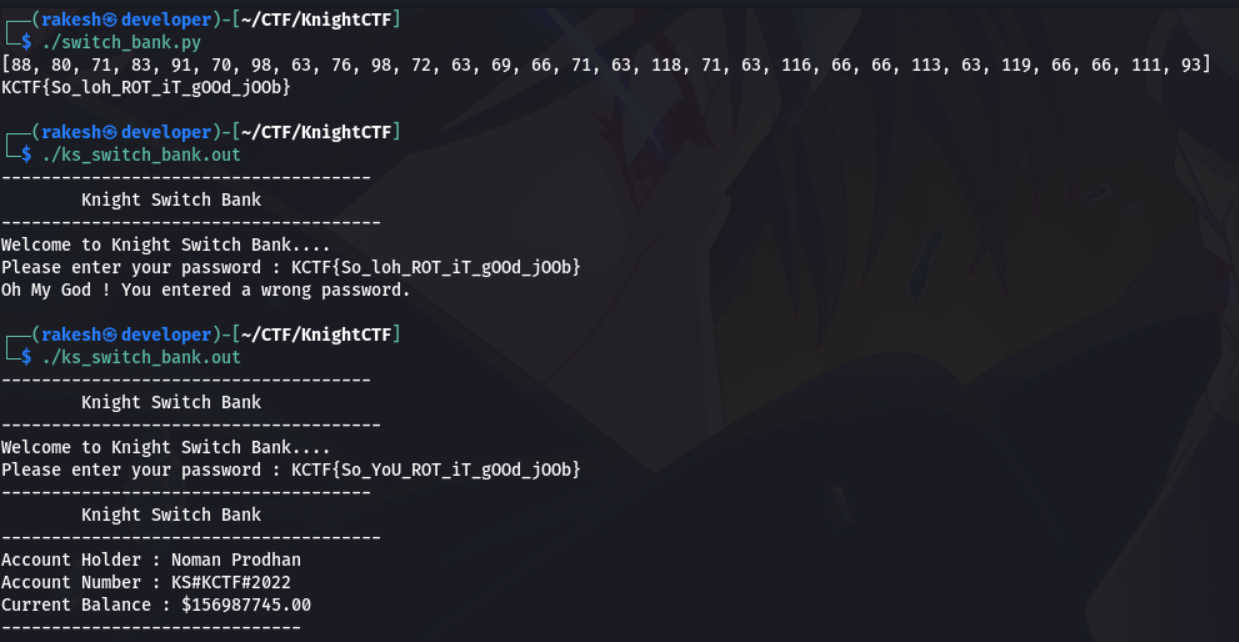 ┌──(rakesh㉿developer)-[~/CTF/KnightCTF]
└─$ ./switch_bank.py
[88, 80, 71, 83, 91, 70, 98, 63, 76, 98, 72, 63, 69, 66, 71, 63, 118, 71, 63, 116, 66, 66, 113, 63, 119, 66, 66, 111, 93]
KCTF{So_loh_ROT_iT_gOOd_jOOb}
┌──(rakesh㉿developer)-[~/CTF/KnightCTF]
└─$ ./ks_switch_bank.out
-------------------------------------
Knight Switch Bank
--------------------------------------
Welcome to Knight Switch Bank....
Please enter your password : KCTF{So_loh_ROT_iT_gOOd_jOOb}
Oh My God ! You entered a wrong password.
┌──(rakesh㉿developer)-[~/CTF/KnightCTF]
└─$ ./ks_switch_bank.out
-------------------------------------
Knight Switch Bank
--------------------------------------
Welcome to Knight Switch Bank....
Please enter your password : KCTF{So_YoU_ROT_iT_gOOd_jOOb}
-------------------------------------
Knight Switch Bank
--------------------------------------
Account Holder : Noman Prodhan
Account Number : KS#KCTF#2022
Current Balance : $156987745.00
------------------------------